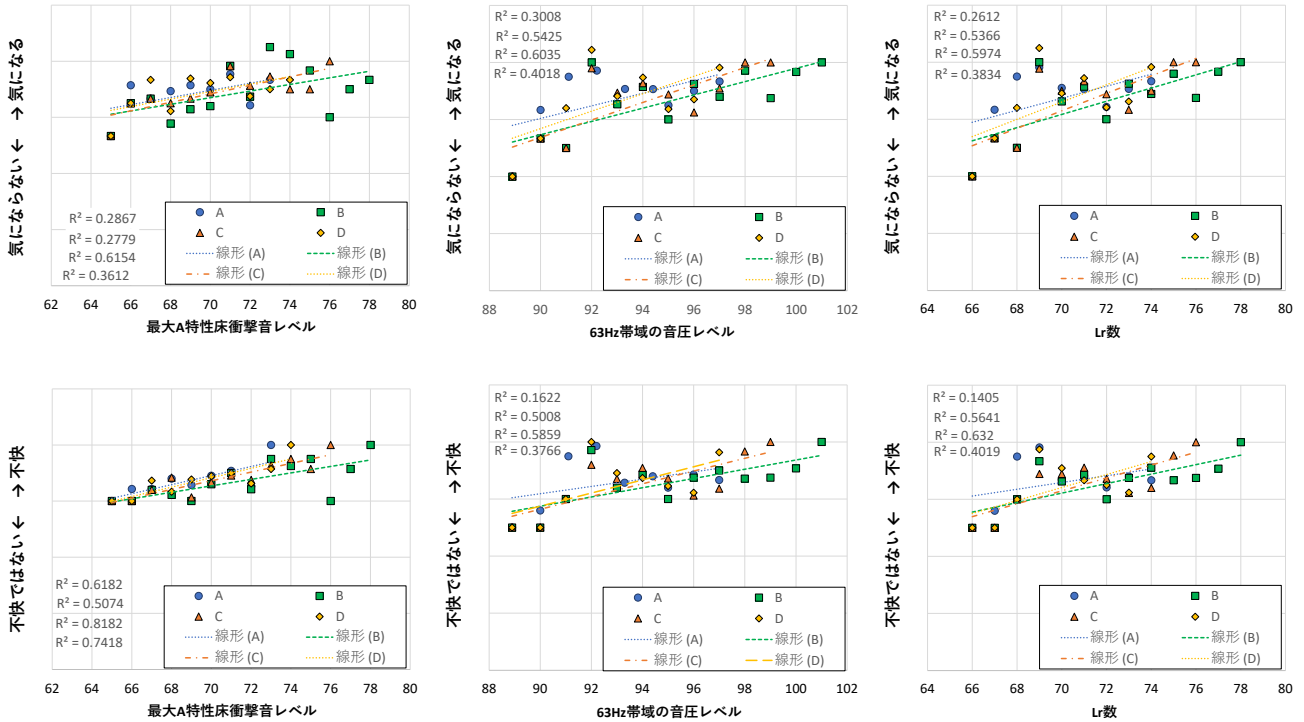 気にならない ← → 気になる
R² = 0.2867
R² = 0.2779
R² = 0.6154
R² = 0.3612
A B
C D
線形 (A) 線形 (B)
線形 (C) 線形 (D)
62 64 66 68 70 72 74 76 78 80
最大A特性床衝撃音レベル
気にならない ← → 気になる
R² = 0.3008
R² = 0.5425
R² = 0.6035
R² = 0.4018
A B
C D
線形 (A) 線形 (B)
線形 (C) 線形 (D)
88 90 92 94 96 98 100 102
63Hz帯域の音圧レベル
気にならない ← → 気になる
R² = 0.2612
R² = 0.5366
R² = 0.5974
R² = 0.3834
A B
C D
線形 (A) 線形 (B)
線形 (C) 線形 (D)
64 66 68 70 72 74 76 78 80
Lr数
不快ではない ← → 不快
R² = 0.6182
R² = 0.5074
R² = 0.8182
R² = 0.7418
A B
C D
線形 (A) 線形 (B)
線形 (C) 線形 (D)
62 64 66 68 70 72 74 76 78 80
最大A特性床衝撃音レベル
不快ではない ← → 不快
R² = 0.1622
R² = 0.5008
R² = 0.5859
R² = 0.3766
A B
C D
線形 (A) 線形 (B)
線形 (C) 線形 (D)
88 90 92 94 96 98 100 102
63Hz帯域の音圧レベル
不快ではない ← → 不快
R² = 0.1405
R² = 0.5641
R² = 0.632
R² = 0.4019
A B
C D
線形 (A) 線形 (B)
線形 (C) 線形 (D)
64 66 68 70 72 74 76 78 80
Lr数